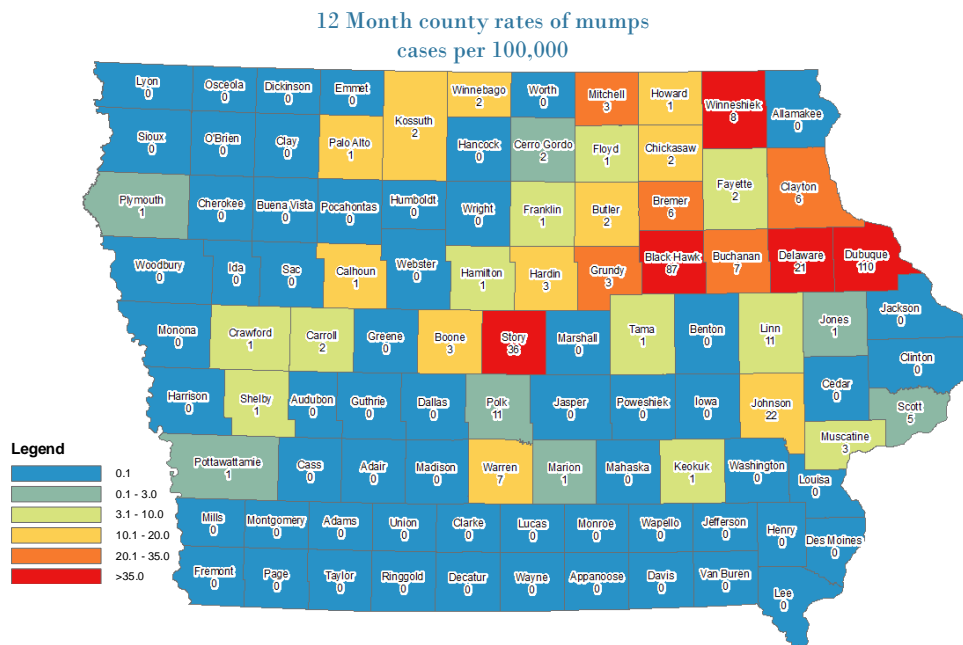 12 Month county rates of mumps
cases per 100,000
Lyon
0
Osceola
0
Dickinson
0
Emmet
0
Kossuth
2
Winnebago
2
Worth
0
Mitchell
3
Howard
1
Winneshiek
8
Allamakee
0
Sioux
0
O'Brien
0
Clay
0
Palo Alto
1
Hancock
0
Cerro Gordo
2
Floyd
1
Chickasaw
2
Fayette
2
Clayton
6
Plymouth
1
Cherokee
0
Buena Vista
0
Pocahontas
0
Humboldt
0
Wright
0
Franklin
1
Butler
2
Bremer
6
Woodbury
0
Ida
0
Sac
0
Calhoun
1
Webster
0
Hamilton
1
Hardin
3
Grundy
3
Black Hawk
87
Buchanan
7
Delaware
21
Dubuque
110
Monona
0
Crawford
1
Carroll
2
Greene
0
Boone
3
Story
36
Marshall
0
Tama
1
Benton
0
Linn
11
Jones
1
Jackson
0
Clinton
0
Harrison
0
Shelby
1
Audubon
0
Guthrie
0
Dallas
0
Polk
11
Jasper
0
Poweshiek
0
Iowa
0
Johnson
22
Cedar
0
Scott
5
Muscatine
3
Pottawattamie
1
Cass
0
Adair
0
Madison
0
Warren
7
Marion
1
Mahaska
0
Keokuk
1
Washington
0
Louisa
0
Mills
0
Montgomery
0
Adams
0
Union
0
Clarke
0
Lucas
0
Monroe
0
Wapello
0
Jefferson
0
Henry
0
Des Moines
0
Fremont
0
Page
0
Taylor
0
Ringgold
0
Decatur
0
Wayne
0
Appanoose
0
Davis
0
Van Buren
0
Lee
0
Legend
0.1
0.1 - 3.0
3.1 - 10.0
10.1 - 20.0
20.1 - 35.0
>35.0